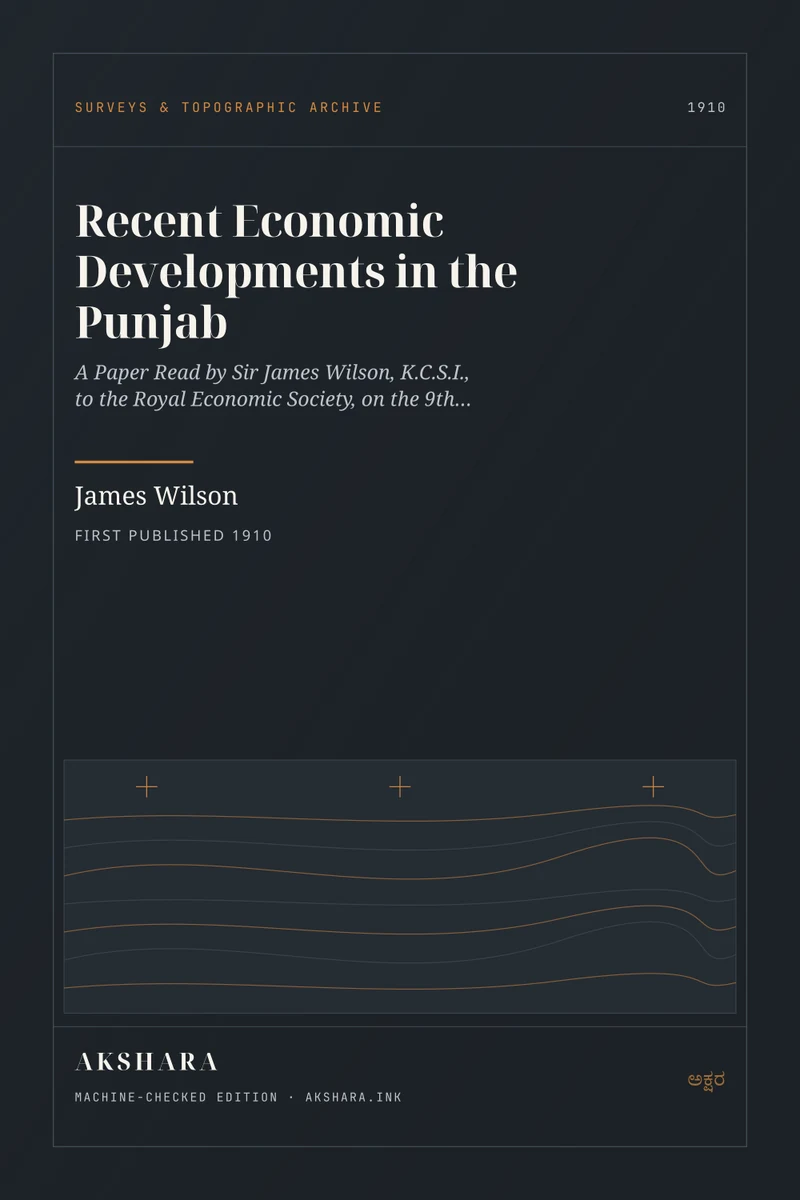 SURVEYS & TOPOGRAPHIC ARCHIVE
1910
Recent Economic
Developments in the
Punjab
A Paper Read by Sir James Wilson, K.C.S.I.,
to the Royal Economic Society, on the 9th…
James Wilson
FIRST PUBLISHED 1910
AKSHARA
MACHINE-CHECKED EDITION · AKSHARA.INK
ಅಕ್ಷರ